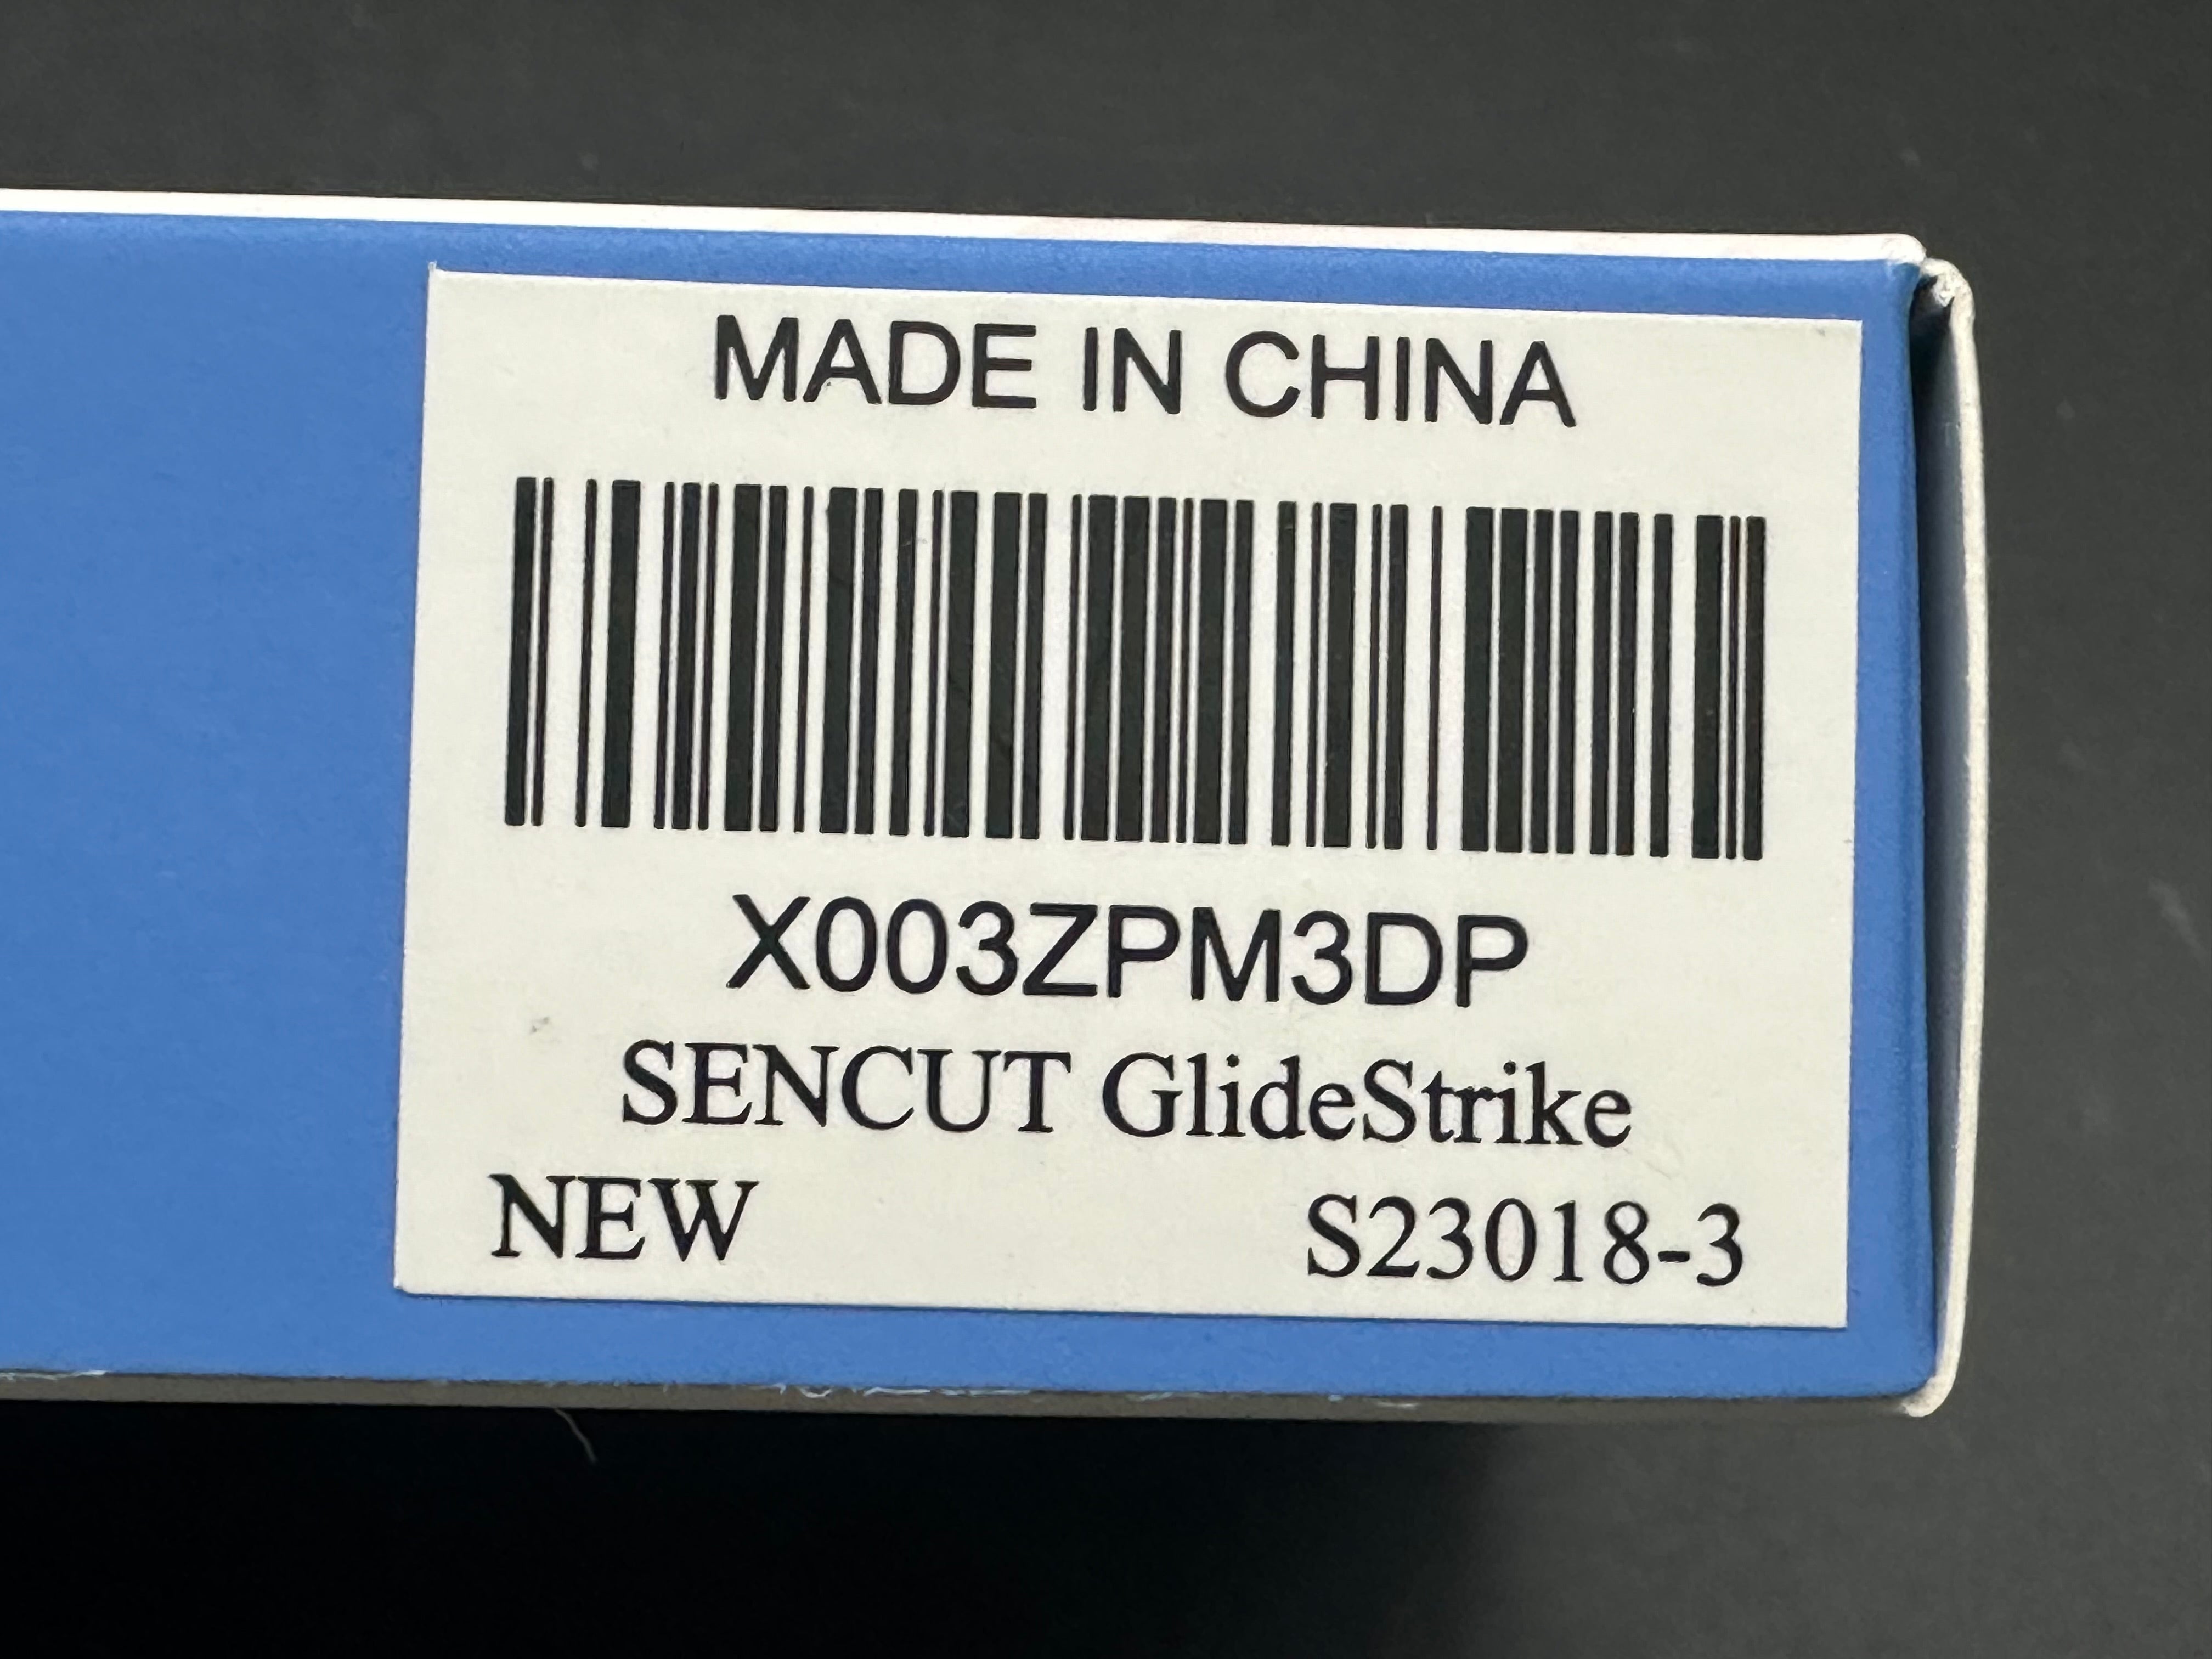 MADE IN CHINA
X003ZPM3DP
SENCUT GlideStrike
NEW S23018-3